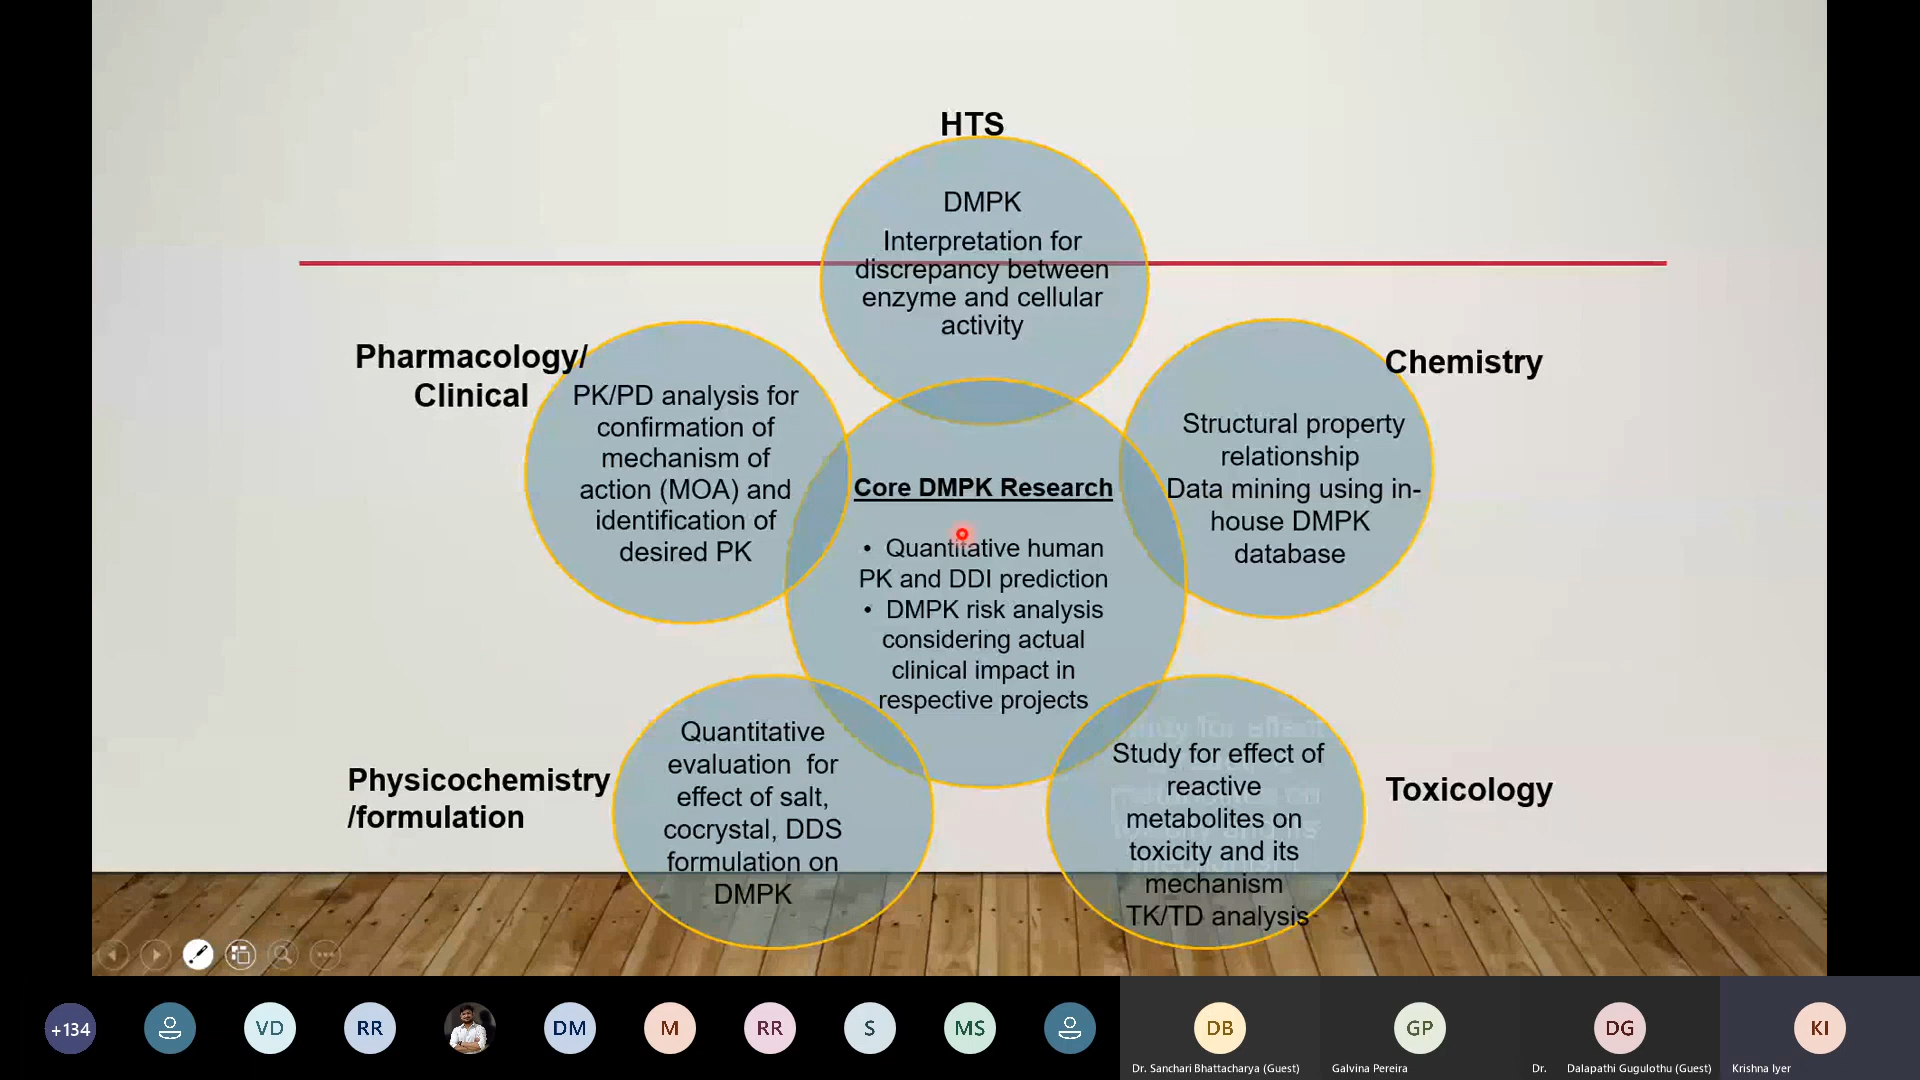 HTS
DMPK
Interpretation for
discrepancy between
enzyme and cellular
activity
Pharmacology/
Clinical
PK/PD analysis for
confirmation of
mechanism of
action (MOA) and
identification of
desired PK
Chemistry
Structural property
relationship
Data mining using in-
house DMPK
database
Core DMPK Research
• Quantitative human
PK and DDI prediction
• DMPK risk analysis
considering actual
clinical impact in
respective projects
Physicochemistry
/formulation
Quantitative
evaluation for
effect of salt,
cocrystal, DDS
formulation on
DMPK
Study for effect of
reactive
metabolites on
toxicity and its
mechanism
TK/TD analysis
Toxicology
+134
VD
RR
DM
M
RR
S
MS
DB
Dr. Sanchari Bhattacharya (Guest)
GP
Galvina Pereira
DG
Dr. Dalapathi Gugulothu (Guest)
KI
Krishna Iyer